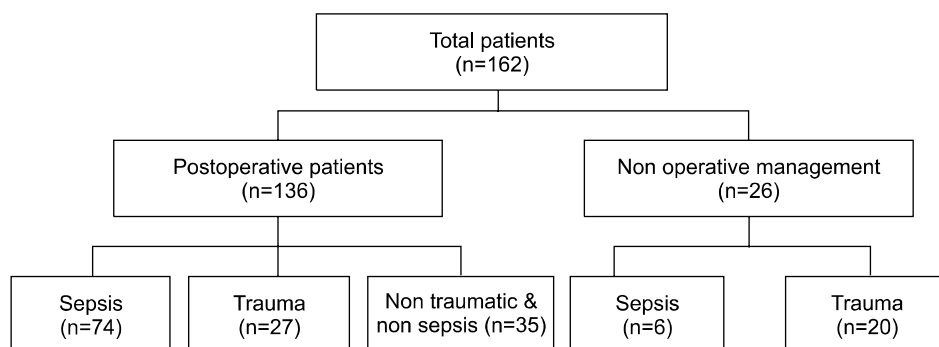 Total patients
(n=162)
Postoperative patients
(n=136)
Non operative management
(n=26)
Sepsis
(n=74)
Trauma
(n=27)
Non traumatic &
non sepsis (n=35)
Sepsis
(n=6)
Trauma
(n=20)